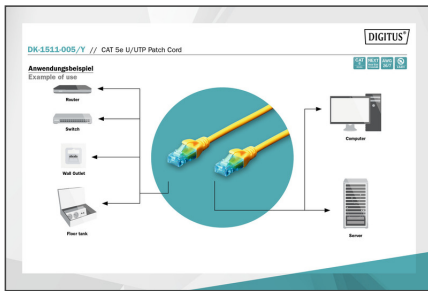 DIGITUS®
DK-1511-005/Y // CAT 5e U/UTP Patch Cord
Anwendungsbeispiel
Example of use
Router
Switch
Wall Outlet
Floor tank
Computer
Server